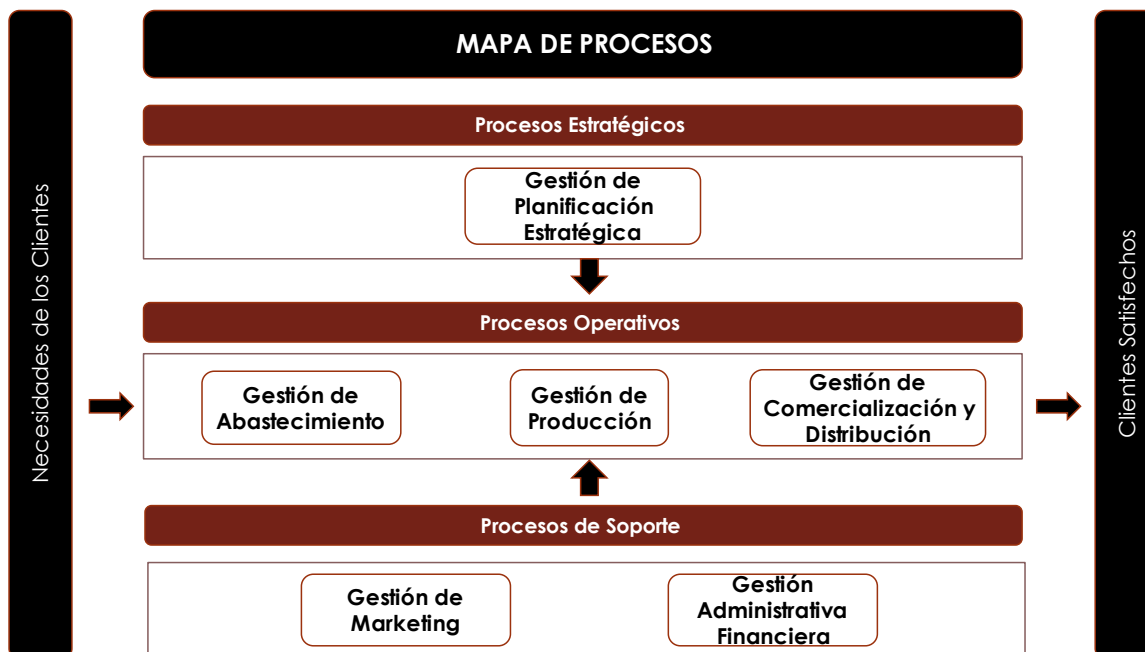 MAPA DE PROCESOS
Procesos Estratégicos
Gestión de
Planificación
Estratégica
Necesidades de los Clientes
Procesos Operativos
Gestión de
Abastecimiento
Gestión de
Producción
Gestión de
Comercialización y
Distribución
Clientes Satisfechos
Procesos de Soporte
Gestión de
Marketing
Gestión
Administrativa
Financiera